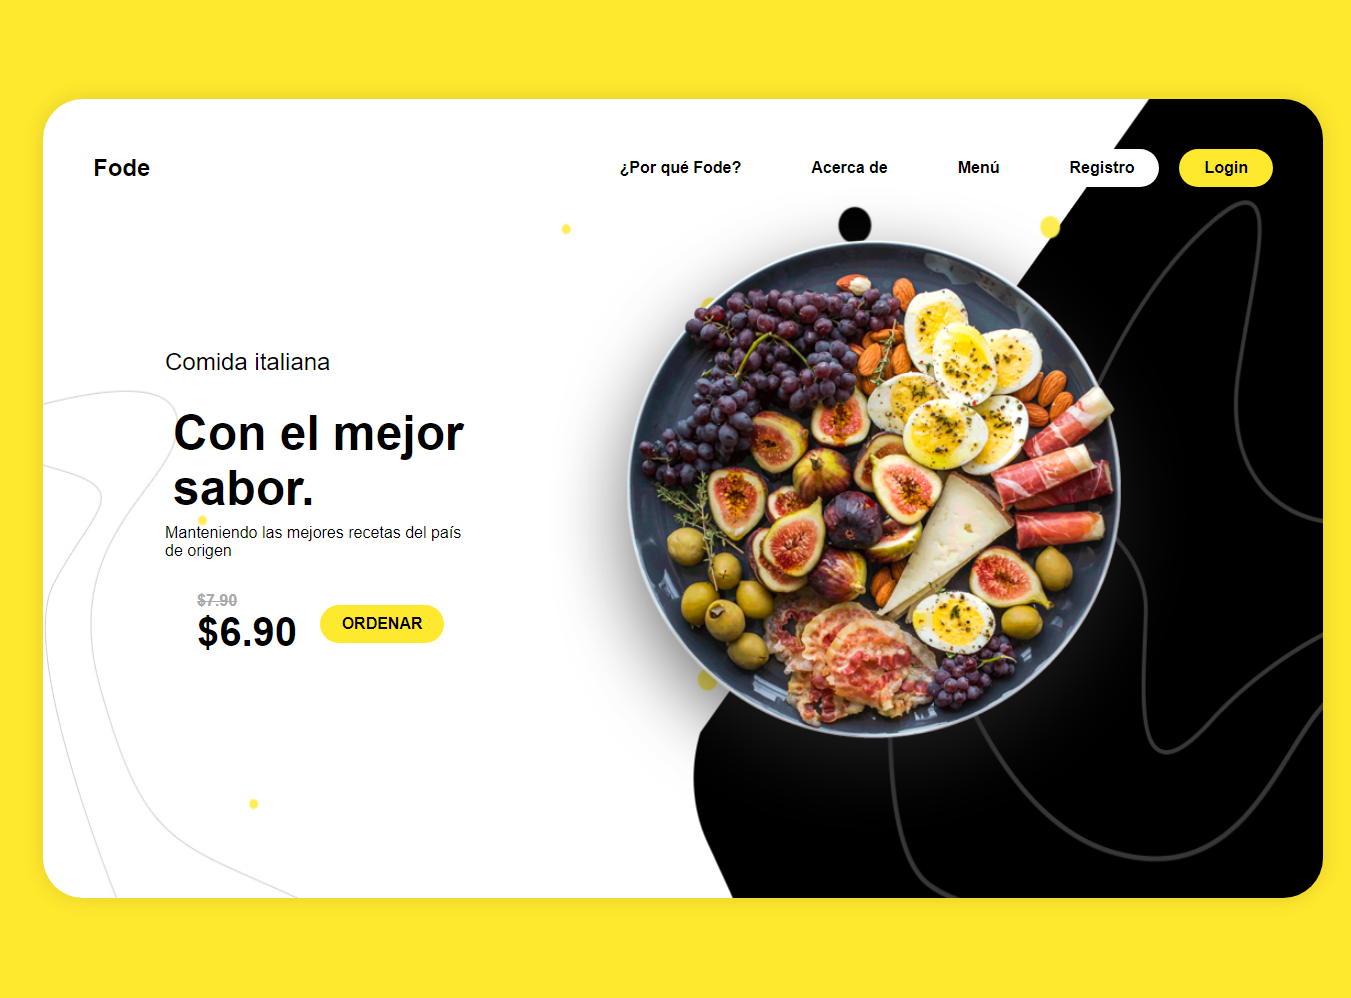 Fode
¿Por qué Fode?
Acerca de
Menú
Registro
Login
Comida italiana
Con el mejor
sabor.
Manteniendo las mejores recetas del país
de origen
$7.90
$6.90
ORDENAR